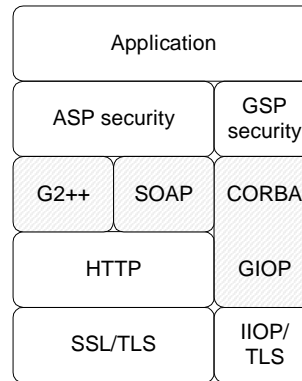 Application
ASP security
GSP
security
G2++
SOAP
CORBA
HTTP
GIOP
SSL/TLS
IIOP/
TLS